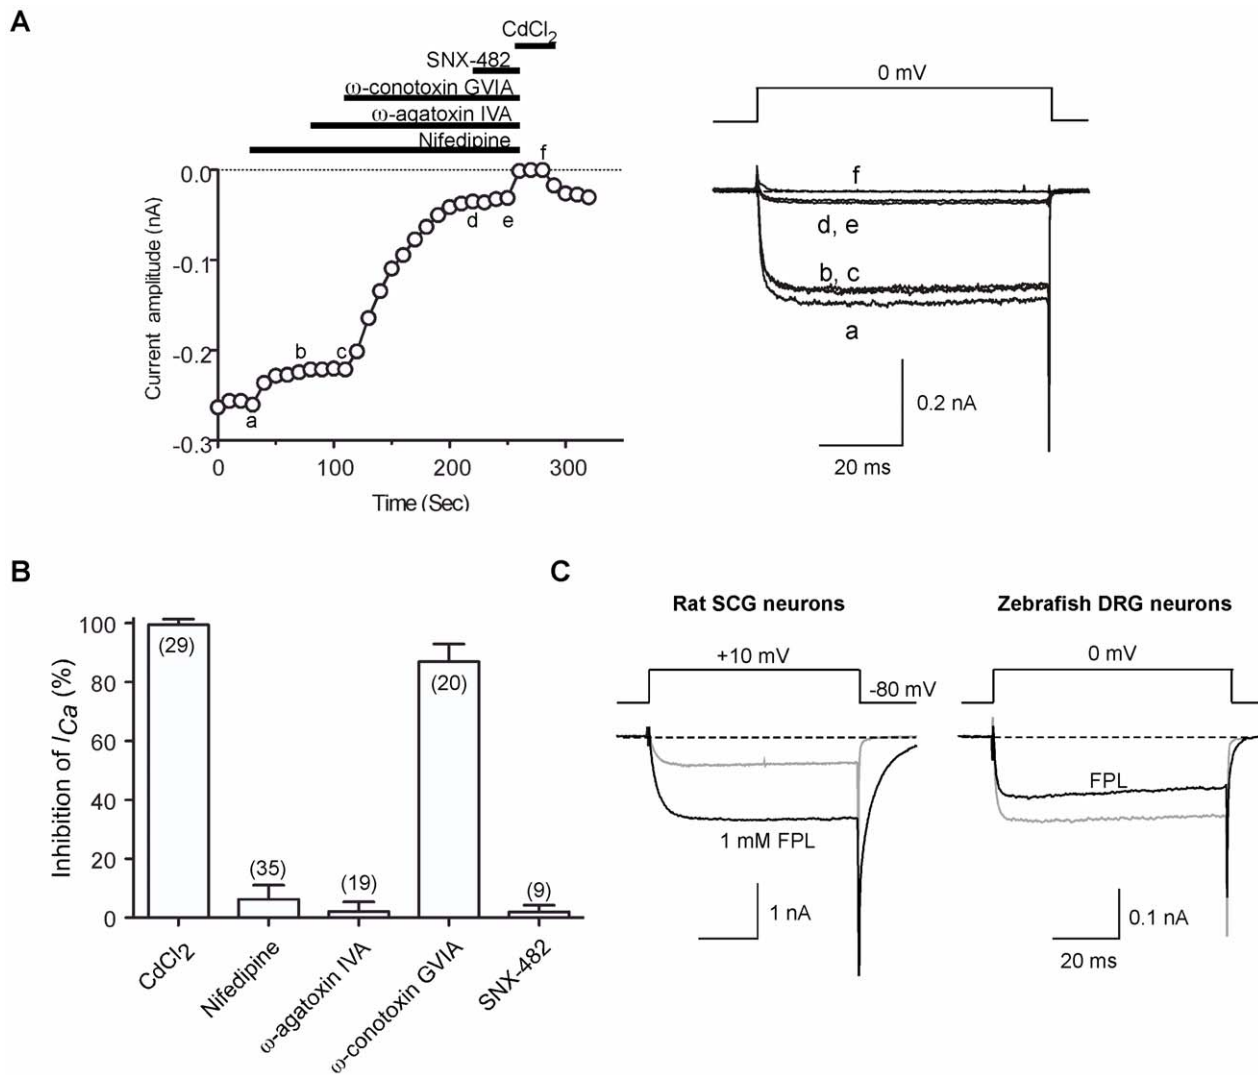 A
CdCl2
SNX-482
ω-conotoxin GVIA
ω-agatoxin IVA
Nifedipine
f
0.0
-0.1
-0.2
-0.3
Current amplitude (nA)
a
b
c
d
e
0
100
200
300
Time (Sec)
0 mV
f
d, e
b, c
a
0.2 nA
20 ms
B
Inhibition of ICa (%)
100
80
60
40
20
0
(29)
(35)
(19)
(20)
(9)
CdCl2
Nifedipine
ω-agatoxin IVA
ω-conotoxin GVIA
SNX-482
C
Rat SCG neurons
+10 mV
-80 mV
1 mM FPL
1 nA
Zebrafish DRG neurons
0 mV
FPL
0.1 nA
20 ms